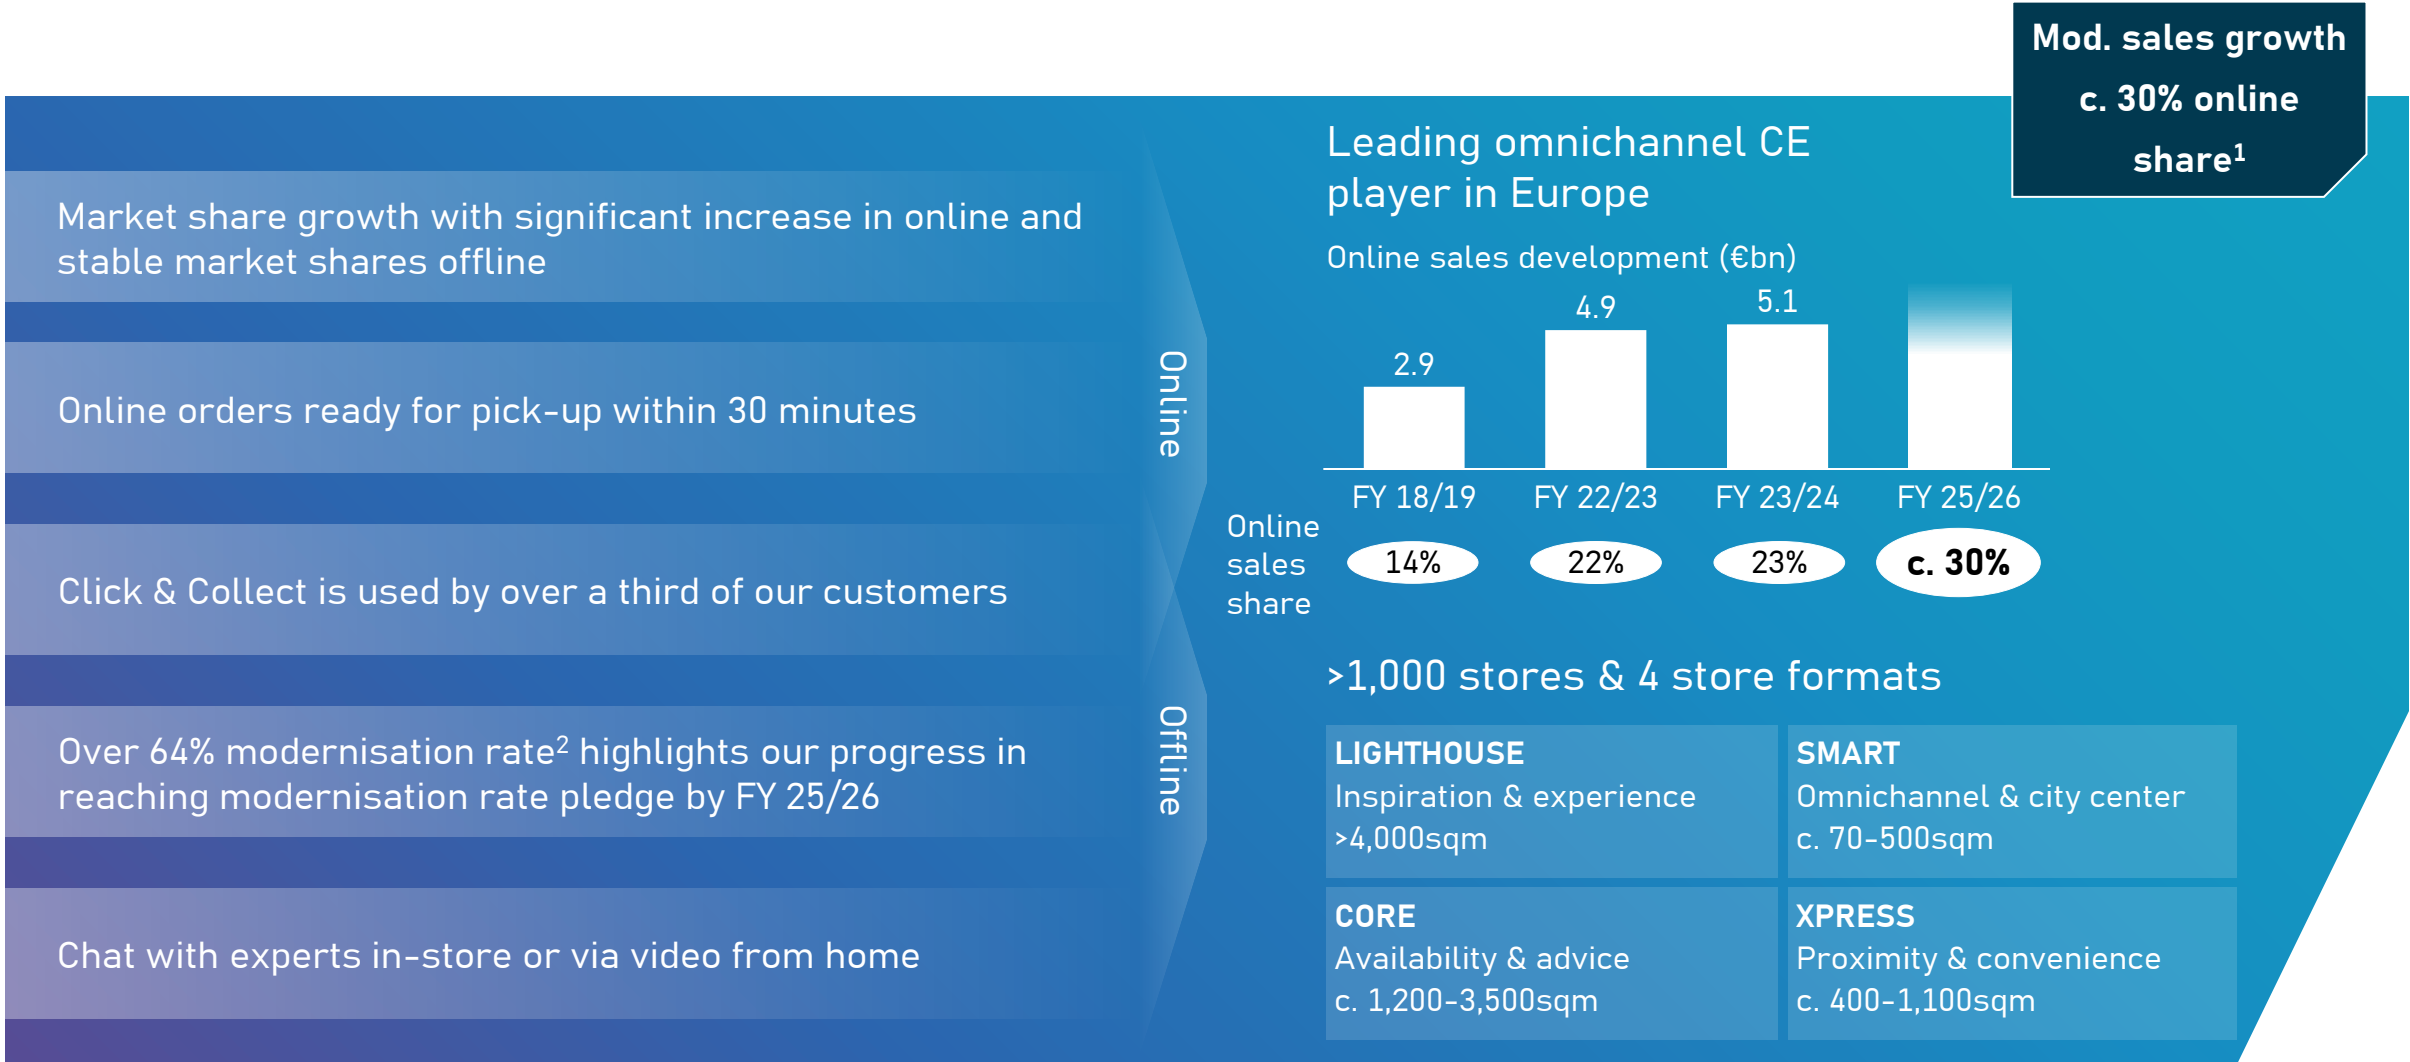 Mod. sales growth
c. 30% online
share¹
Market share growth with significant increase in online and
stable market shares offline
Online orders ready for pick-up within 30 minutes
Click & Collect is used by over a third of our customers
Over 64% modernisation rate² highlights our progress in
reaching modernisation rate pledge by FY 25/26
Chat with experts in-store or via video from home
Online
Offline
Leading omnichannel CE
player in Europe
Online sales development (€bn)
2.9
4.9
5.1
FY 18/19
FY 22/23
FY 23/24
FY 25/26
Online
sales
share
14%
22%
23%
c. 30%
>1,000 stores & 4 store formats
LIGHTHOUSE
Inspiration & experience
>4,000sqm
SMART
Omnichannel & city center
c. 70-500sqm
CORE
Availability & advice
c. 1,200-3,500sqm
XPRESS
Proximity & convenience
c. 400-1,100sqm